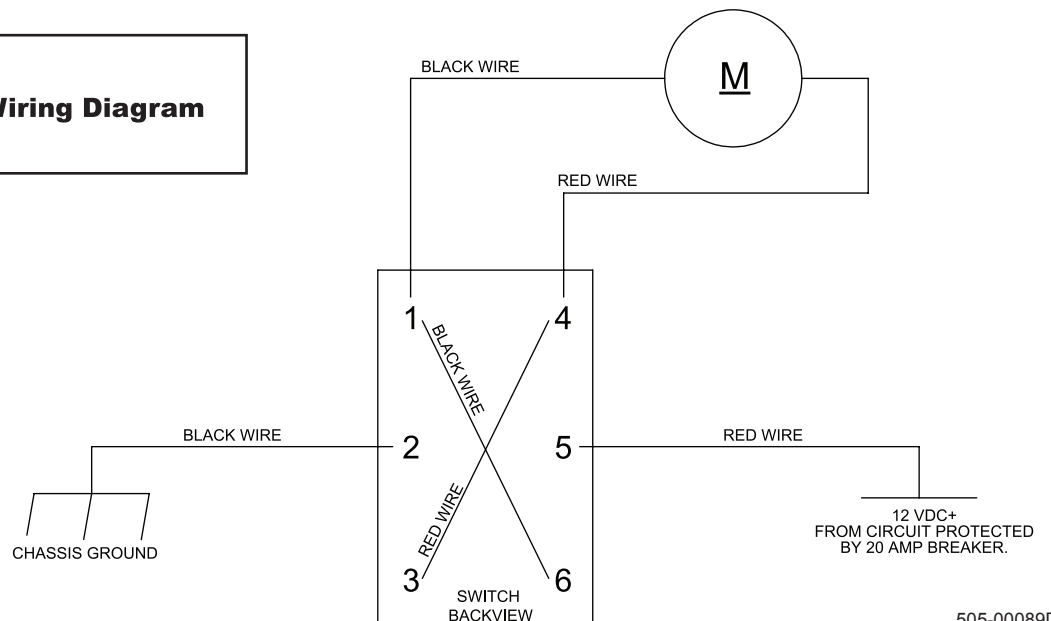 BLACK WIRE
M
Wiring Diagram
RED WIRE
1
4
BLACK WIRE
BLACK WIRE
2
5
RED WIRE
RED WIRE
12 VDC+
FROM CIRCUIT PROTECTED
BY 20 AMP BREAKER.
CHASSIS GROUND
3
6
SWITCH
BACKVIEW